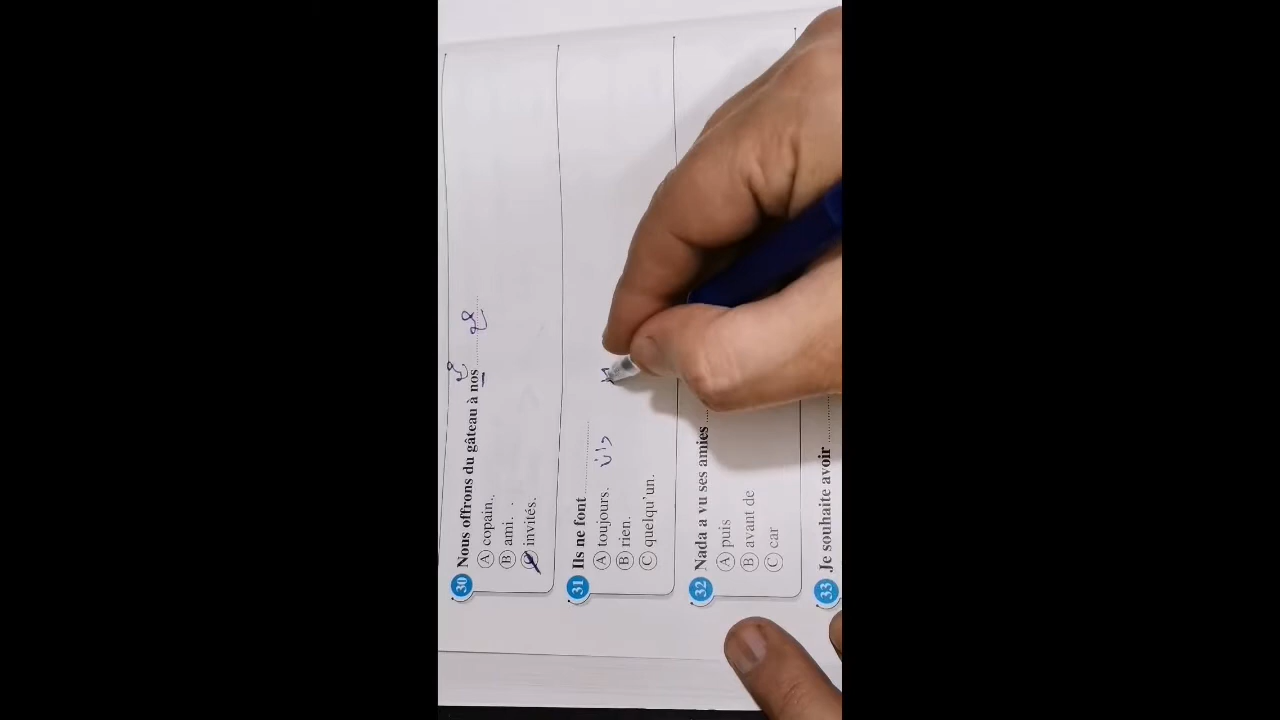 30 Nous offrons du gâteau à nos ....................
A copain.
B ami.
C invités.
31 Ils ne font ....................
A toujours.
B rien.
C quelqu'un.
32 Nada a vu ses amies ....
A puis
B avant de
C car
33 Je souhaite avoir ............